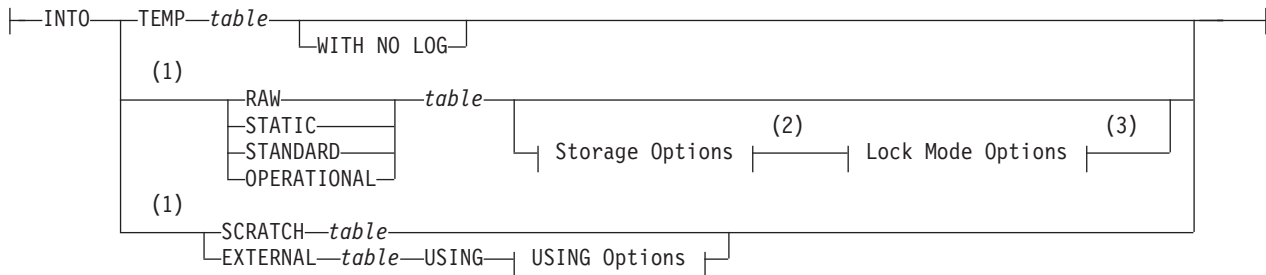 INTO TEMP table
WITH NO LOG
(1)
RAW table
STATIC (2) (3)
STANDARD Storage Options Lock Mode Options
OPERATIONAL
(1)
SCRATCH table
EXTERNAL table USING USING Options